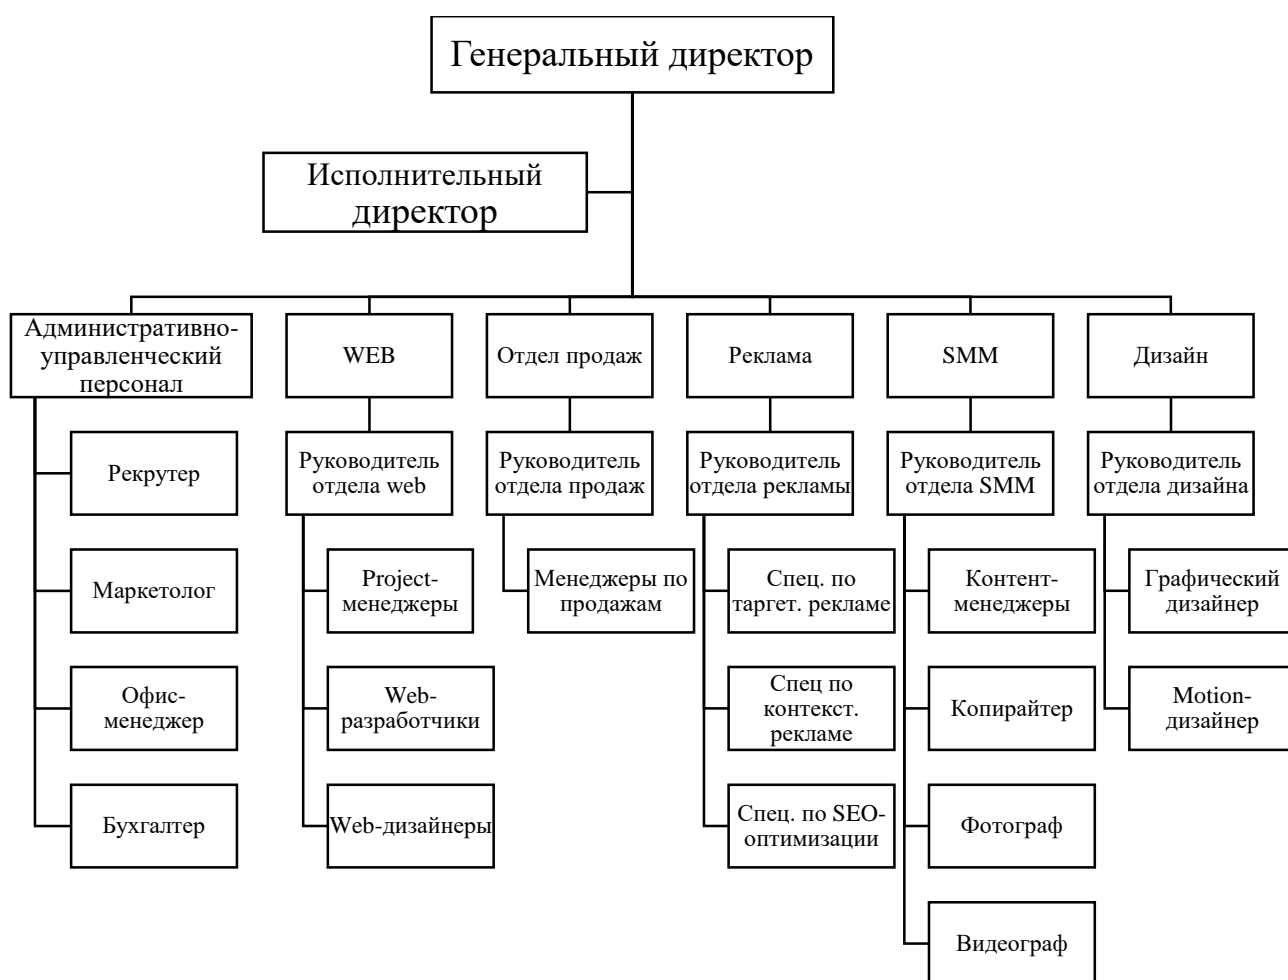 Генеральный директор
Исполнительный
директор
Административно-
управленческий
персонал
WEB
Отдел продаж
Реклама
SMM
Дизайн
Рекрутер
Руководитель
отдела web
Руководитель
отдела продаж
Руководитель
отдела рекламы
Руководитель
отдела SMM
Руководитель
отдела дизайна
Маркетолог
Project-
менеджеры
Менеджеры по
продажам
Спец. по
таргет. рекламе
Контент-
менеджеры
Графический
дизайнер
Офис-
менеджер
Web-
разработчики
Спец по
контекст.
рекламе
Копирайтер
Motion-
дизайнер
Бухгалтер
Web-дизайнеры
Спец. по SEO-
оптимизации
Фотограф
Видеограф